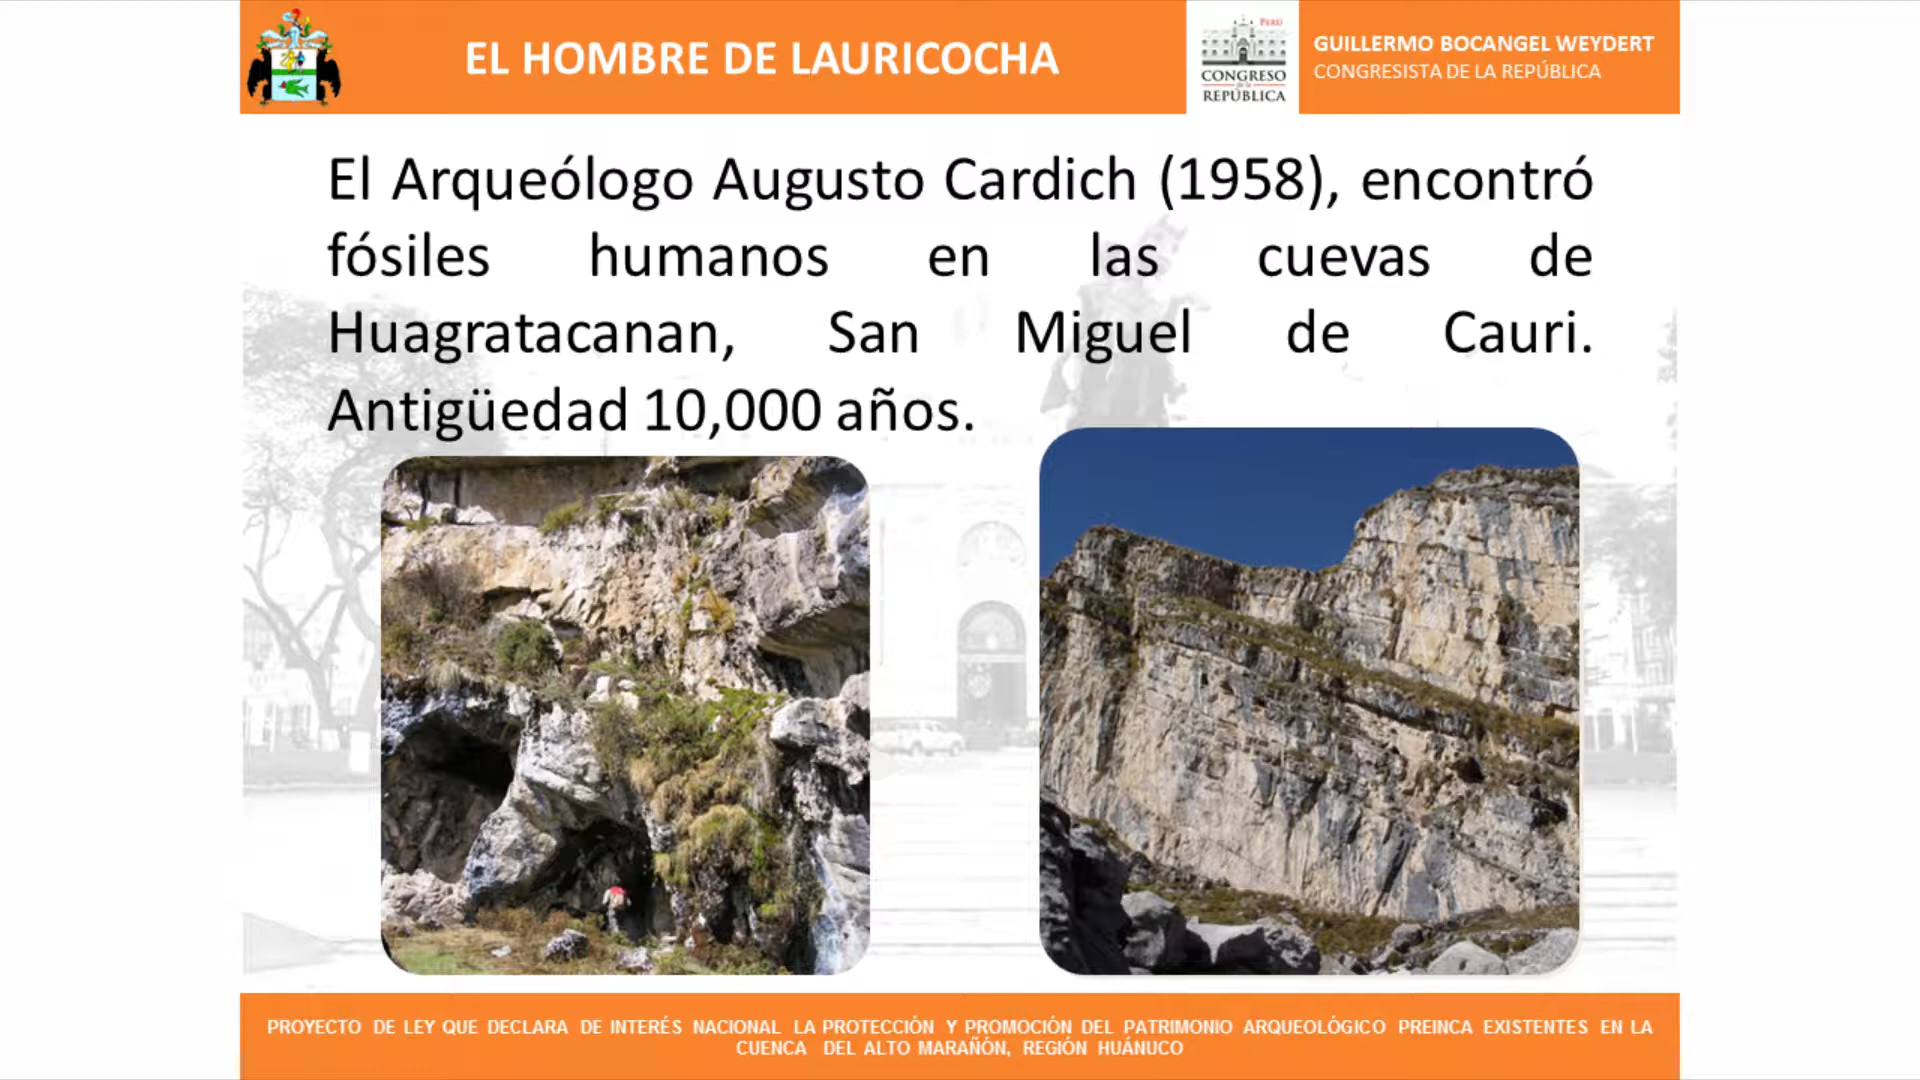 EL HOMBRE DE LAURICOCHA
PERÚ
CONGRESO
de la
REPÚBLICA
GUILLERMO BOCANGEL WEYDERT
CONGRESISTA DE LA REPÚBLICA
El Arqueólogo Augusto Cardich (1958), encontró
fósiles humanos en las cuevas de
Huagratacanan, San Miguel de Cauri.
Antigüedad 10,000 años.
PROYECTO DE LEY QUE DECLARA DE INTERÉS NACIONAL LA PROTECCIÓN Y PROMOCIÓN DEL PATRIMONIO ARQUEOLÓGICO PREINCA EXISTENTES EN LA
CUENCA DEL ALTO MARAÑÓN, REGIÓN HUÁNUCO